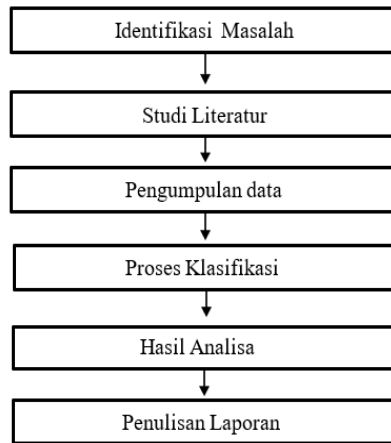 Identifikasi Masalah
Studi Literatur
Pengumpulan data
Proses Klasifikasi
Hasil Analisa
Penulisan Laporan